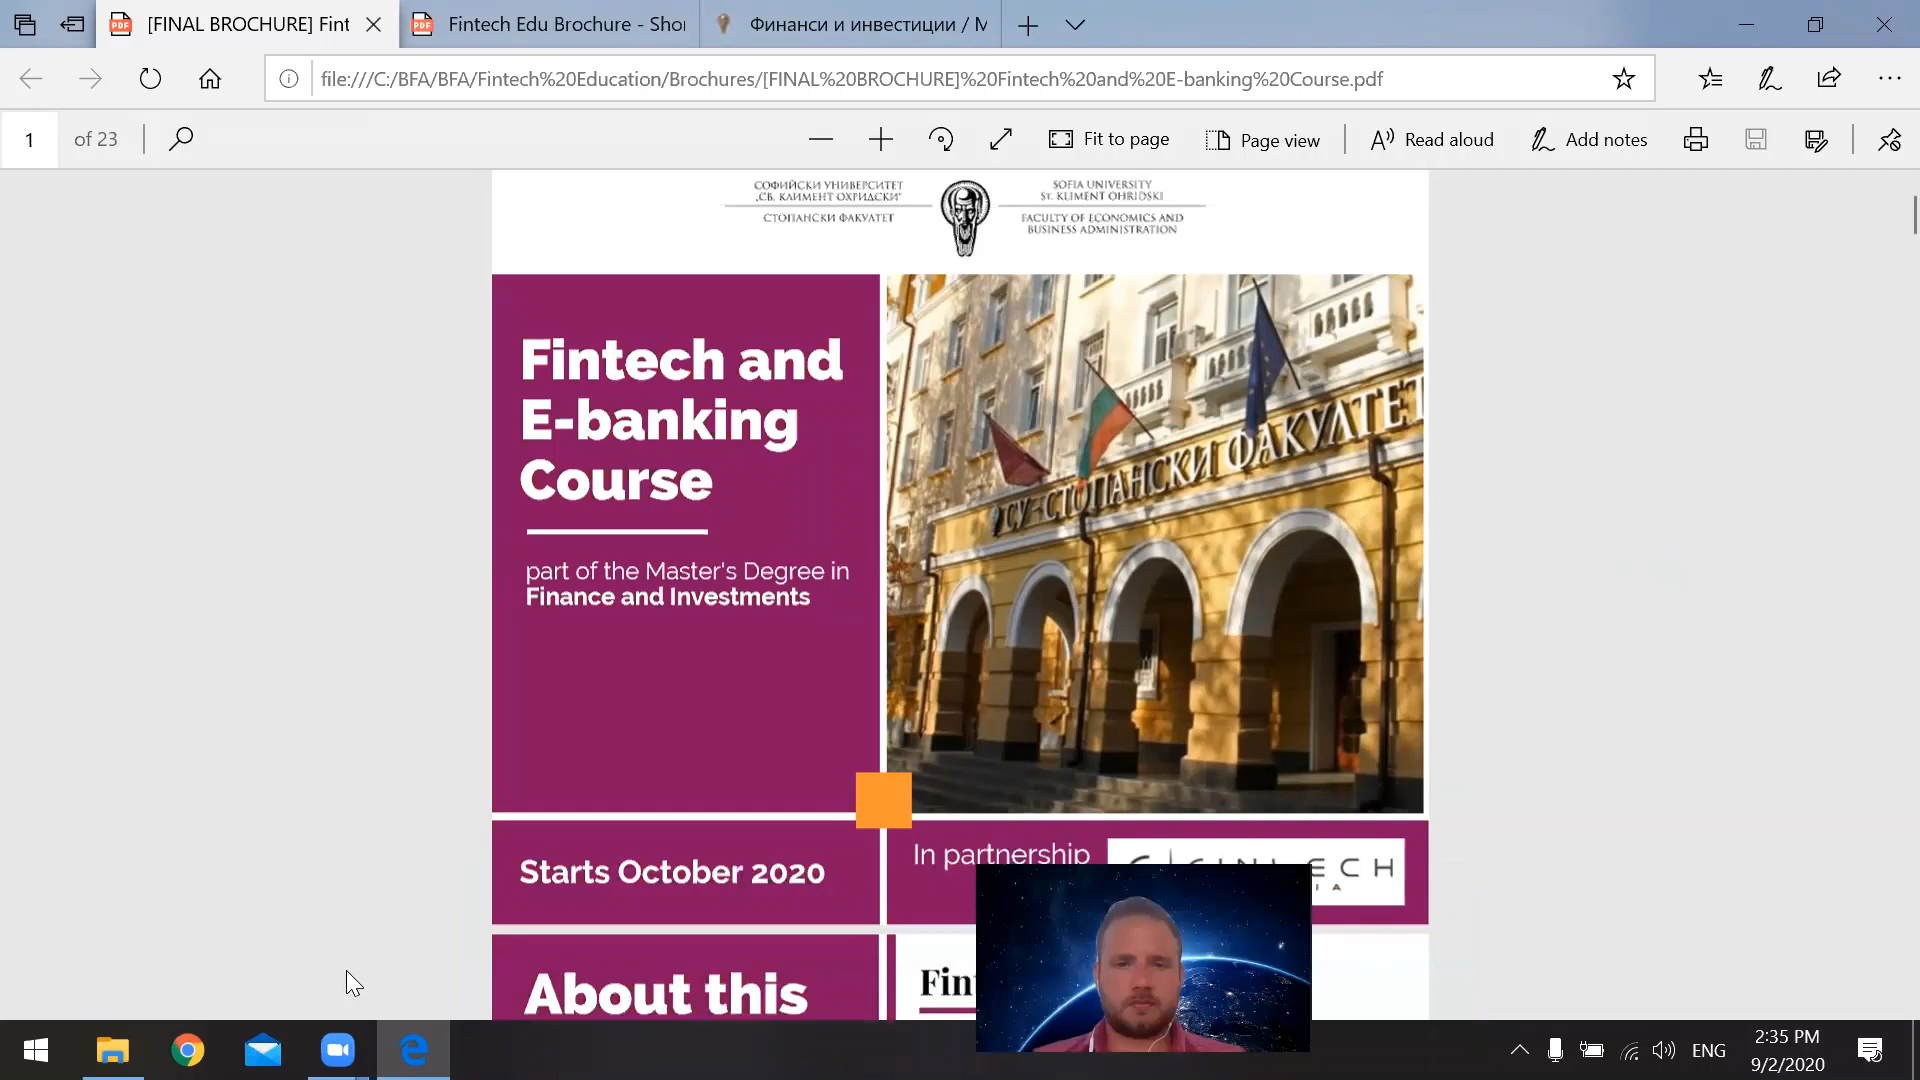 [FINAL BROCHURE] Fint
Fintech Edu Brochure - Shor
Финанси и инвестиции / М
file:///C:/BFA/BFA/Fintech%20Education/Brochures/[FINAL%20BROCHURE]%20Fintech%20and%20E-banking%20Course.pdf
1 of 23
Fit to page
Page view
Read aloud
Add notes
СОФИЙСКИ УНИВЕРСИТЕТ
„СВ. КЛИМЕНТ ОХРИДСКИ“
СТОПАНСКИ ФАКУЛТЕТ
SOFIA UNIVERSITY
ST. KLIMENT OHRIDSKI
FACULTY OF ECONOMICS AND
BUSINESS ADMINISTRATION
Fintech and
E-banking
Course
part of the Master's Degree in
Finance and Investments
СУ-СТОПАНСКИ ФАКУЛТЕТ
Starts October 2020
In partnership
About this
Fin
ENG
2:35 PM
9/2/2020